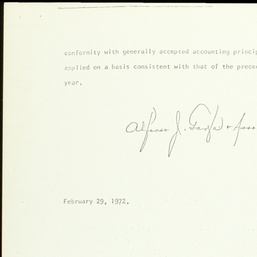 conformity with generally accepted accounting princip
applied on a basis consistent with that of the prece
year.
Alfonso J.
February 29, 1972.